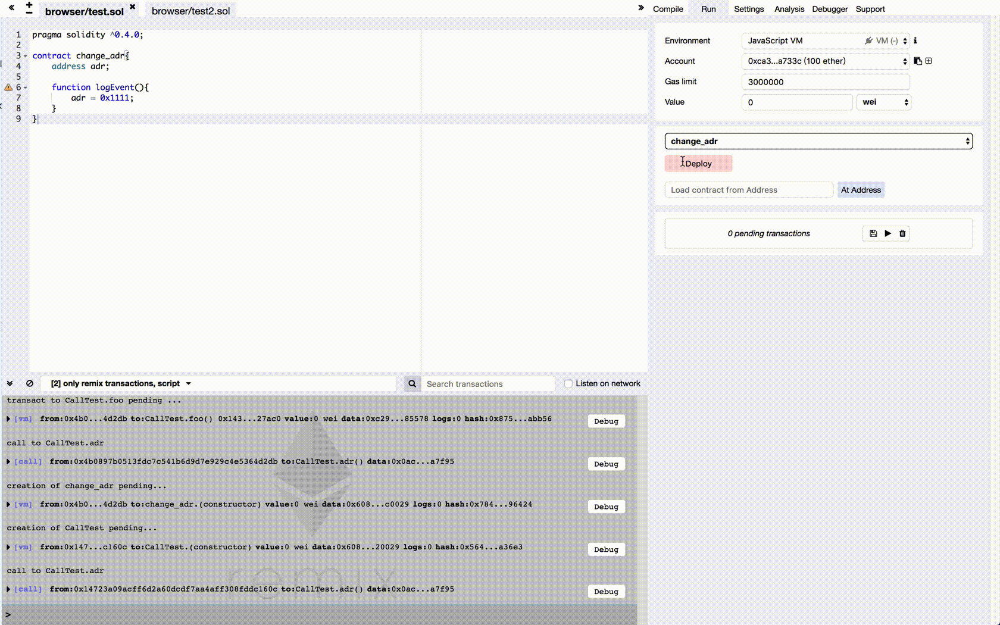 browser/test.sol browser/test2.sol
Compile Run Settings Analysis Debugger Support
1 pragma solidity ^0.4.0;
2
3 contract change_adr{
4 address adr;
5
6 function logEvent(){
7 adr = 0x1111;
8 }
9 }
Environment JavaScript VM VM (-)
Account 0xca3...a733c (100 ether)
Gas limit 3000000
Value 0 wei
change_adr
Deploy
Load contract from Address At Address
0 pending transactions
[2] only remix transactions, script Search transactions Listen on network
transact to CallTest.foo pending ...
[vm] from:0x4b0...4d2db to:CallTest.foo() 0x143...27ac0 value:0 wei data:0xc29...85578 logs:0 hash:0x875...abb56 Debug
call to CallTest.adr
[call] from:0x4b0897b0513fdc7c541b6d9d7e929c4e5364d2db to:CallTest.adr() data:0x0ac...a7f95 Debug
creation of change_adr pending...
[vm] from:0x4b0...4d2db to:change_adr.(constructor) value:0 wei data:0x608...c0029 logs:0 hash:0x784...96424 Debug
creation of CallTest pending...
[vm] from:0x147...c160c to:CallTest.(constructor) value:0 wei data:0x608...20029 logs:0 hash:0x564...a36e3 Debug
call to CallTest.adr
[call] from:0x14723a09acff6d2a60dcdf7aa4aff308fddc160c to:CallTest.adr() data:0x0ac...a7f95 Debug
remix
>